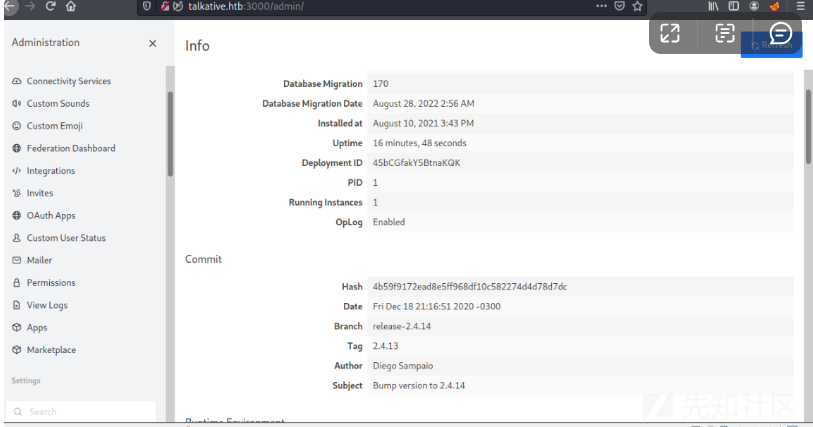 talkative.htb:3000/admin/
Administration
Info
Refresh
Connectivity Services
Custom Sounds
Custom Emoji
Federation Dashboard
Integrations
Invites
OAuth Apps
Custom User Status
Mailer
Permissions
View Logs
Apps
Marketplace
Settings
Search
Database Migration 170
Database Migration Date August 28, 2022 2:56 AM
Installed at August 10, 2021 3:43 PM
Uptime 16 minutes, 48 seconds
Deployment ID 45bCGfakY5BtnaKQK
PID 1
Running Instances 1
OpLog Enabled
Commit
Hash 4b59f9172ead8e5ff968df10c582274d4d78d7dc
Date Fri Dec 18 21:16:51 2020 -0300
Branch release-2.4.14
Tag 2.4.13
Author Diego Sampaio
Subject Bump version to 2.4.14
Runtime Environment
先知社区